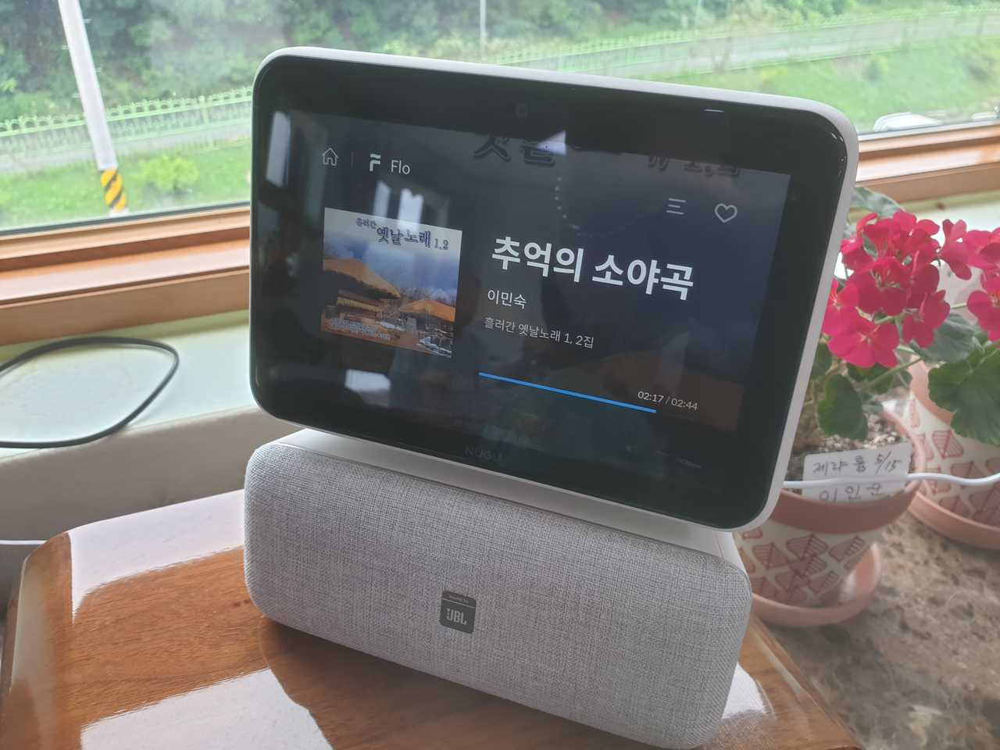 Flo
흘러간
옛날 노래 1.2
추억의 소야곡
이민숙
흘러간 옛날노래 1, 2집
02:17 / 02:44
NUGU
JBL
제라륨 5/15
이인순